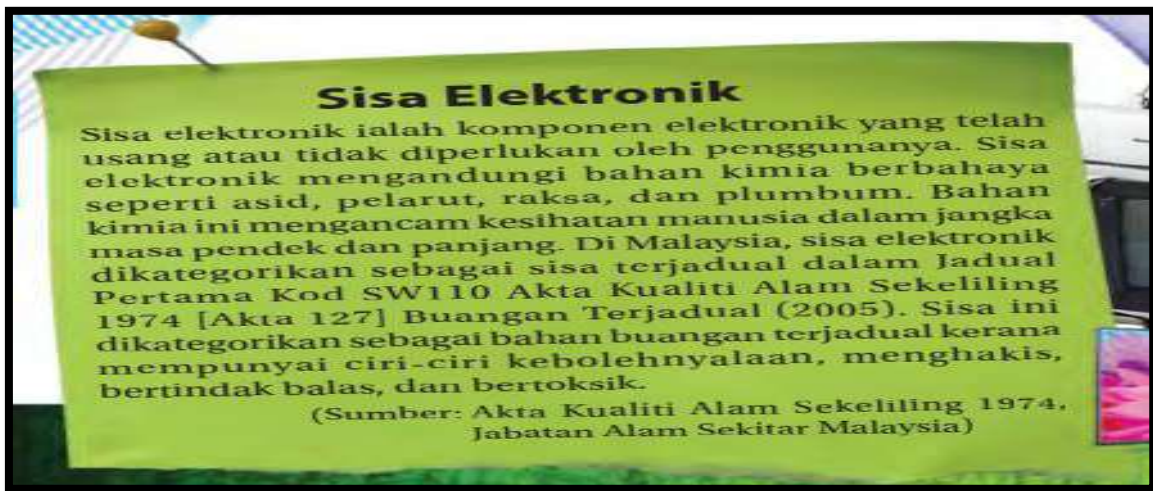 Sisa Elektronik
Sisa elektronik ialah komponen elektronik yang telah
usang atau tidak diperlukan oleh penggunanya. Sisa
elektronik mengandungi bahan kimia berbahaya
seperti asid, pelarut, raksa, dan plumbum. Bahan
kimia ini mengancam kesihatan manusia dalam jangka
masa pendek dan panjang. Di Malaysia, sisa elektronik
dikategorikan sebagai sisa terjadual dalam Jadual
Pertama Kod SW110 Akta Kualiti Alam Sekeliling
1974 [Akta 127] Buangan Terjadual (2005). Sisa ini
dikategorikan sebagai bahan buangan terjadual kerana
mempunyai ciri-ciri kebolehnyalaan, menghakis,
bertindak balas, dan bertoksik.
(Sumber: Akta Kualiti Alam Sekeliling 1974,
Jabatan Alam Sekitar Malaysia)